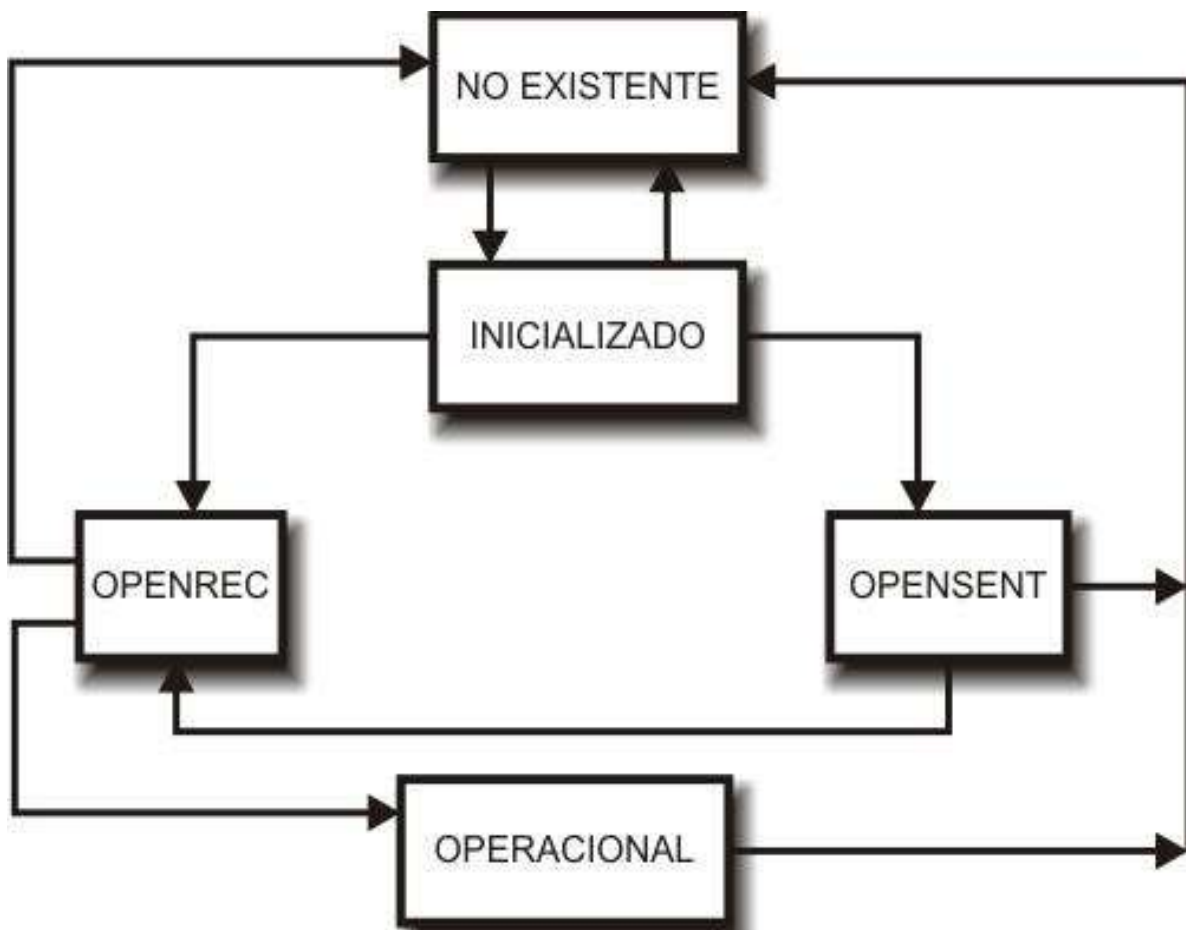 NO EXISTENTE
INICIALIZADO
OPENREC
OPENSENT
OPERACIONAL